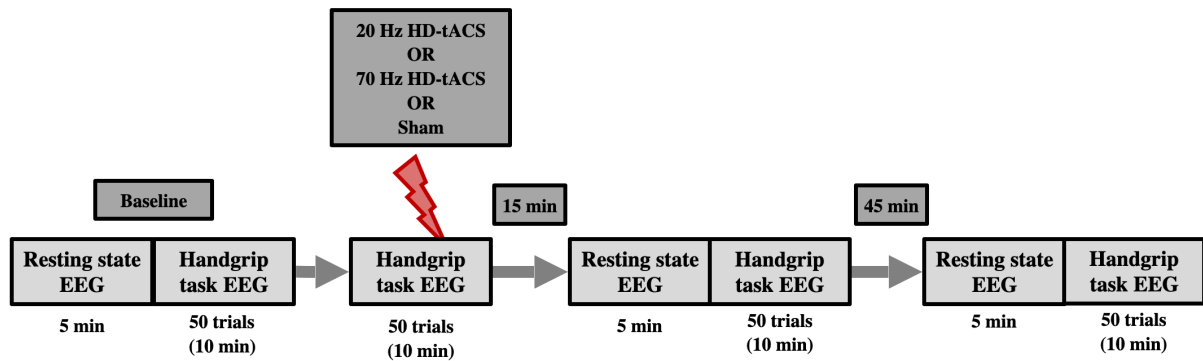 20 Hz HD-tACS
OR
70 Hz HD-tACS
OR
Sham
Baseline
15 min
45 min
Resting state
EEG
Handgrip
task EEG
Handgrip
task EEG
Resting state
EEG
Handgrip
task EEG
Resting state
EEG
Handgrip
task EEG
5 min
50 trials
(10 min)
50 trials
(10 min)
5 min
50 trials
(10 min)
5 min
50 trials
(10 min)